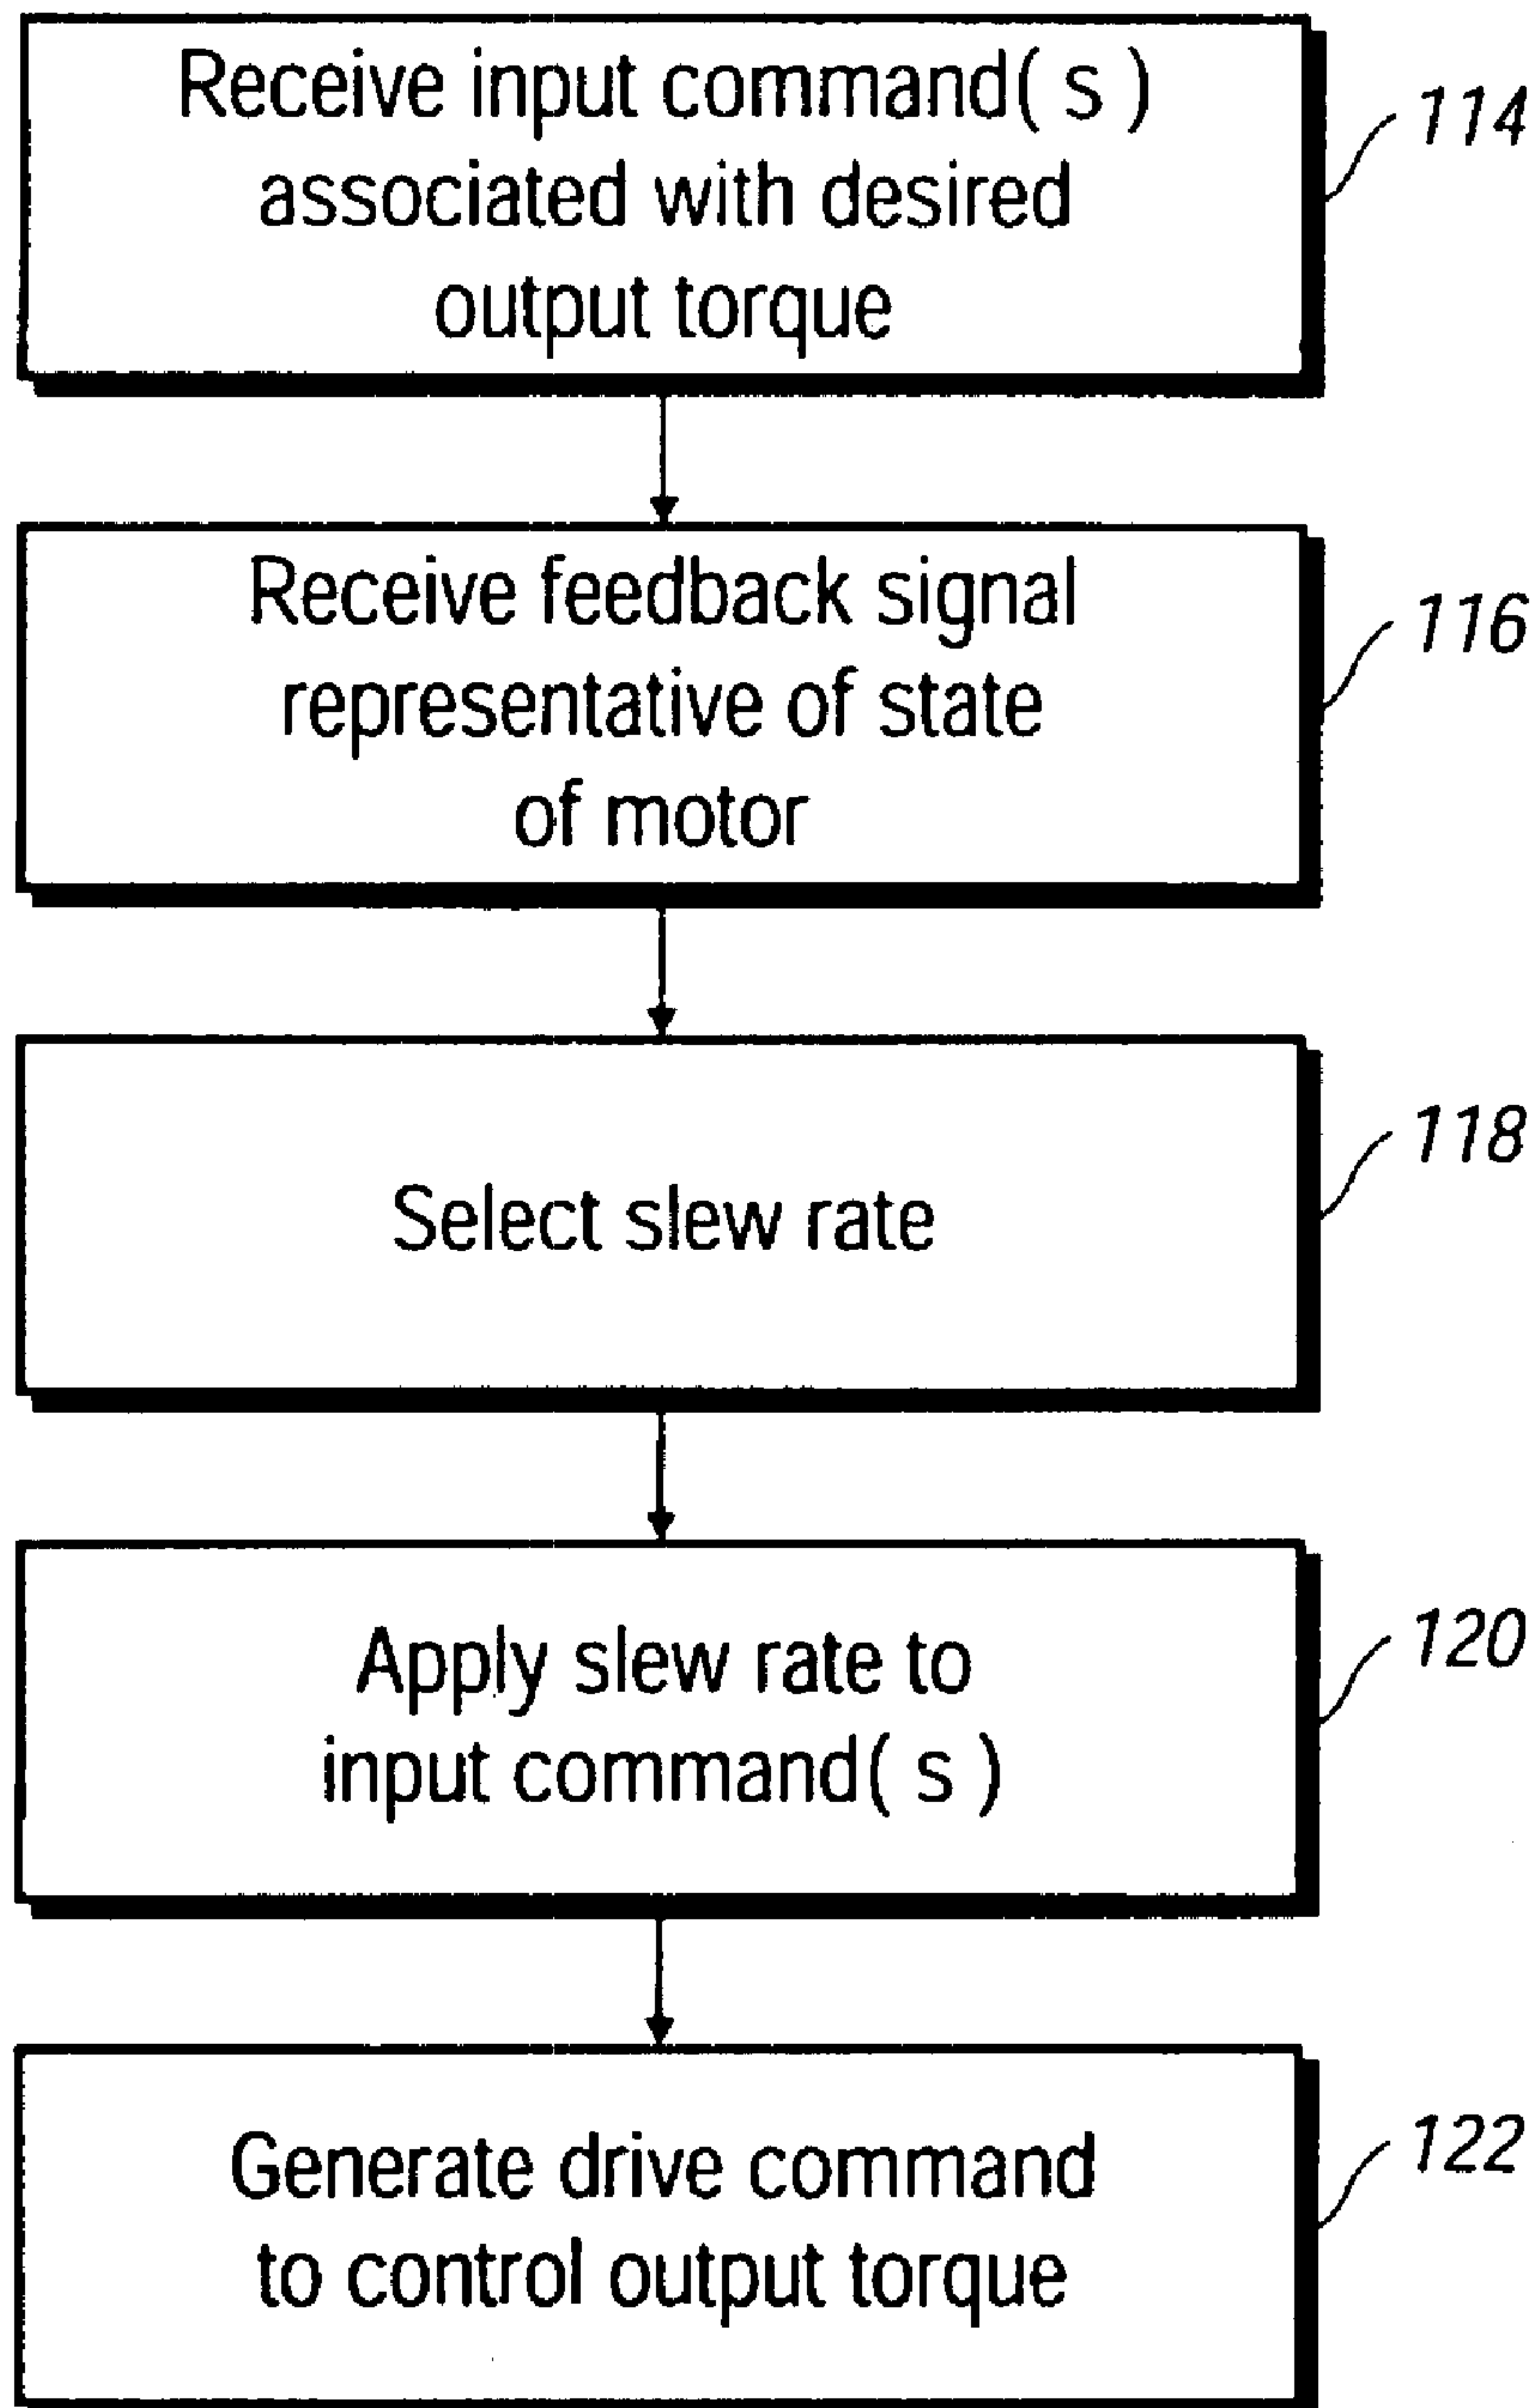 Receive input command( s )
associated with desired
output torque
114
Receive feedback signal
representative of state
of motor
116
Select slew rate
118
Apply slew rate to
input command( s )
120
Generate drive command
to control output torque
122